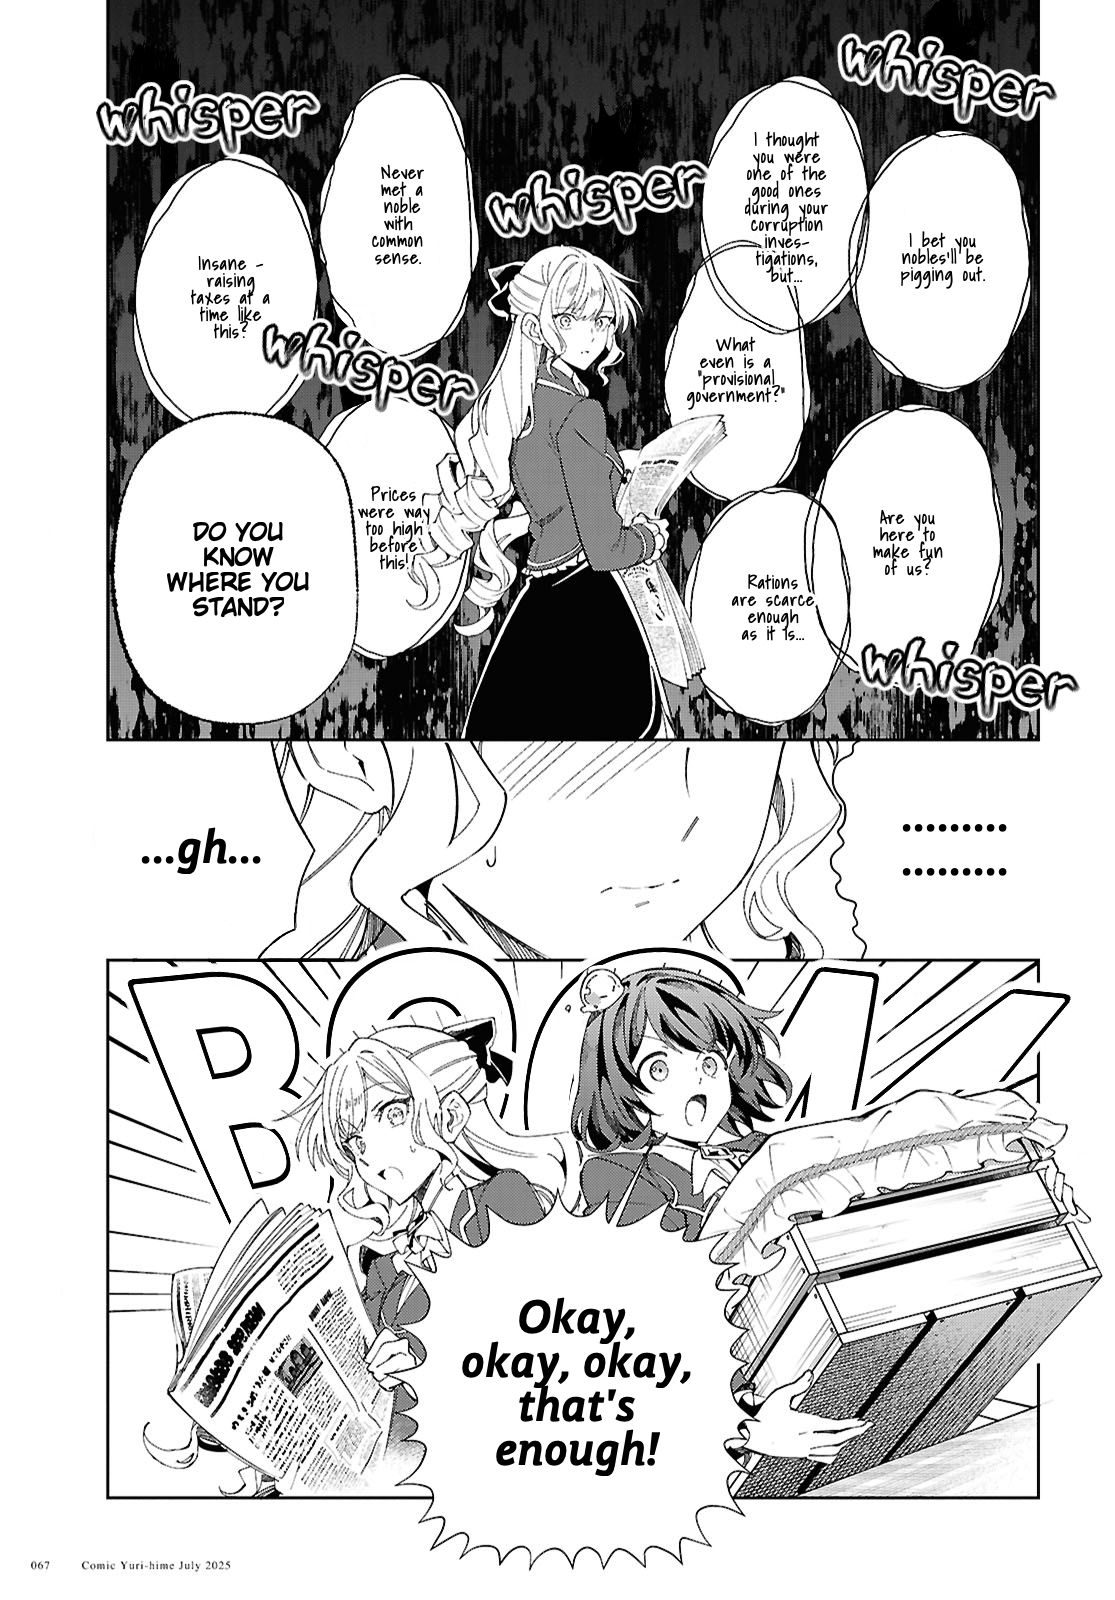 whisper
I bet you
nobles'll be
pigging out.
I thought
you were
one of the
good ones
during your
corruption
inves-
tigations,
but...
whisper
Never
met a
noble
with
common
sense.
whisper
Insane -
raising
taxes at a
time like
this?
What
even is a
"provisional
government?"
whisper
Are you
here to
make fun
of us?
Rations
are scarce
enough
as it is...
whisper
Prices
were way
too high
before
this!
DO YOU
KNOW
WHERE YOU
STAND?
.........
.........
...gh...
BOOM
Okay,
okay, okay,
that's
enough!
067 Comic Yuri-hime July 2025